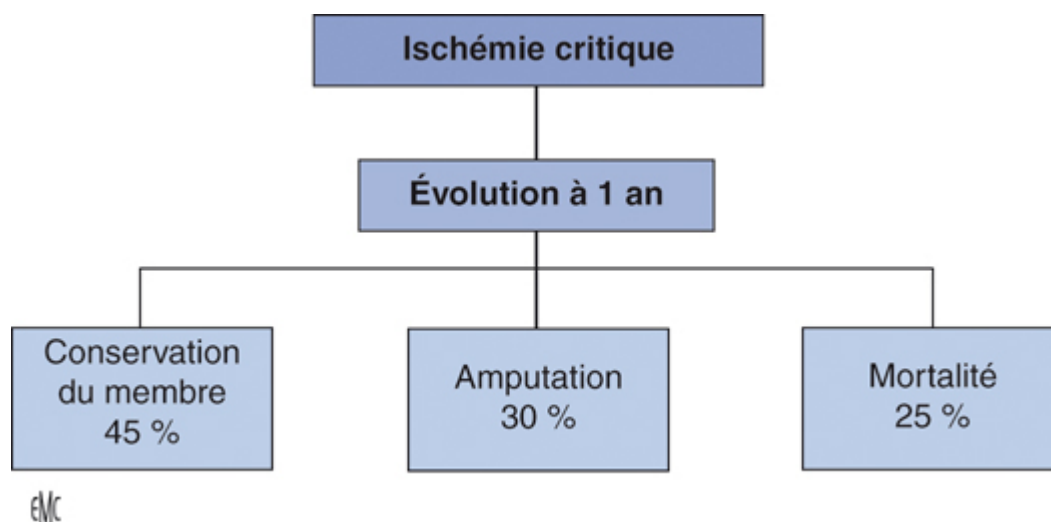 Ischémie critique
Évolution à 1 an
Conservation
du membre
45 %
Amputation
30 %
Mortalité
25 %
EMC